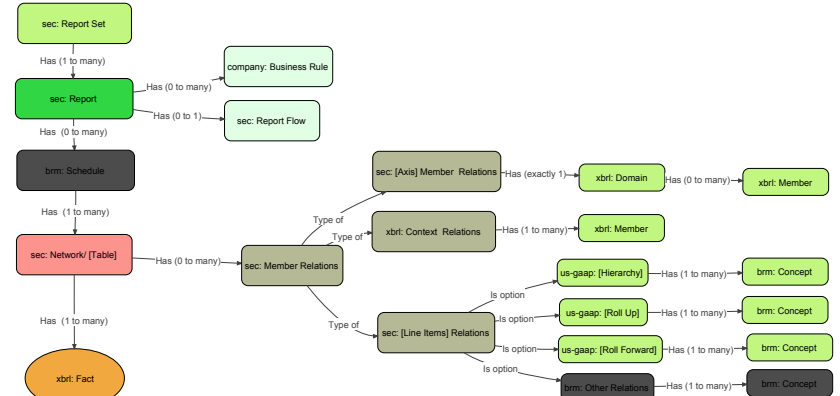 sec: Report Set
Has (1 to many)
company: Business Rule
Has (0 to many)
sec: Report
Has (0 to 1)
sec: Report Flow
Has  (0 to many)
brm: Schedule
sec: [Axis] Member  Relations
Has (exactly 1)
xbrl: Domain
Has (0 to many)
xbrl: Member
Has  (1 to many)
Type of
xbrl: Context  Relations
Type of
Has (1 to many)
xbrl: Member
sec: Network/ [Table]
Has (0 to many)
sec: Member Relations
us-gaap: [Hierarchy]
Has (1 to many)
brm: Concept
Is option
Has  (1 to many)
Type of
sec: [Line Items] Relations
Is option
us-gaap: [Roll Up]
Has (1 to many)
brm: Concept
Is option
us-gaap: [Roll Forward]
Has (1 to many)
brm: Concept
Is option
xbrl: Fact
brm: Other Relations
Has (1 to many)
brm: Concept